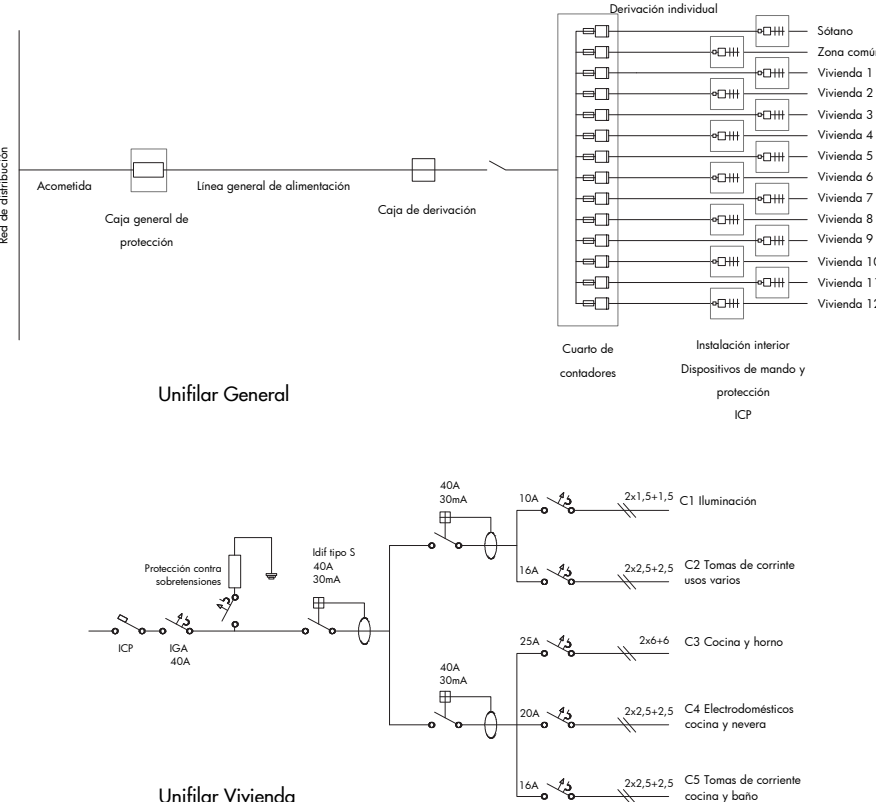 Derivación individual
Sótano
Zona común
Vivienda 1
Vivienda 2
Vivienda 3
Vivienda 4
Vivienda 5
Vivienda 6
Vivienda 7
Vivienda 8
Vivienda 9
Vivienda 10
Vivienda 11
Vivienda 12
Red de distribución
Acometida
Línea general de alimentación
Caja general de
protección
Caja de derivación
Cuarto de
contadores
Instalación interior
Dispositivos de mando y
protección
ICP
Unifilar General
40A
30mA
10A
2x1,5+1,5
C1 Iluminación
Idif tipo S
40A
30mA
Protección contra
sobretensiones
16A
2x2,5+2,5
C2 Tomas de corrinte
usos varios
ICP
IGA
40A
25A
2x6+6
C3 Cocina y horno
40A
30mA
20A
2x2,5+2,5
C4 Electrodomésticos
cocina y nevera
16A
2x2,5+2,5
C5 Tomas de corriente
cocina y baño
Unifilar Vivienda